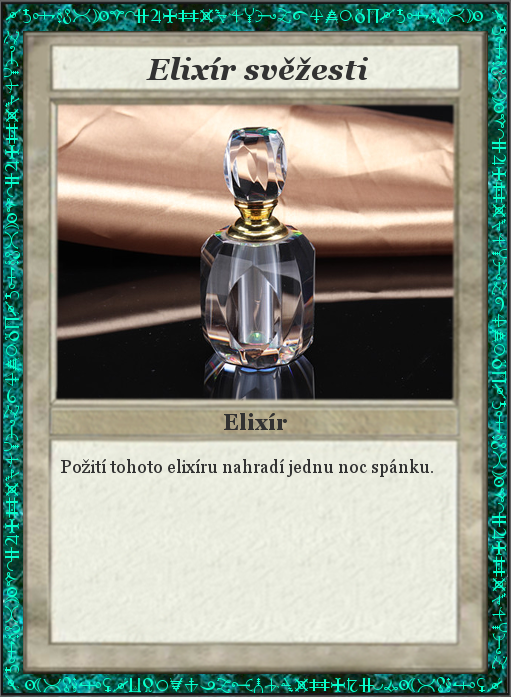 Elixír svěžesti
Elixír
Požití tohoto elixíru nahradí jednu noc spánku.